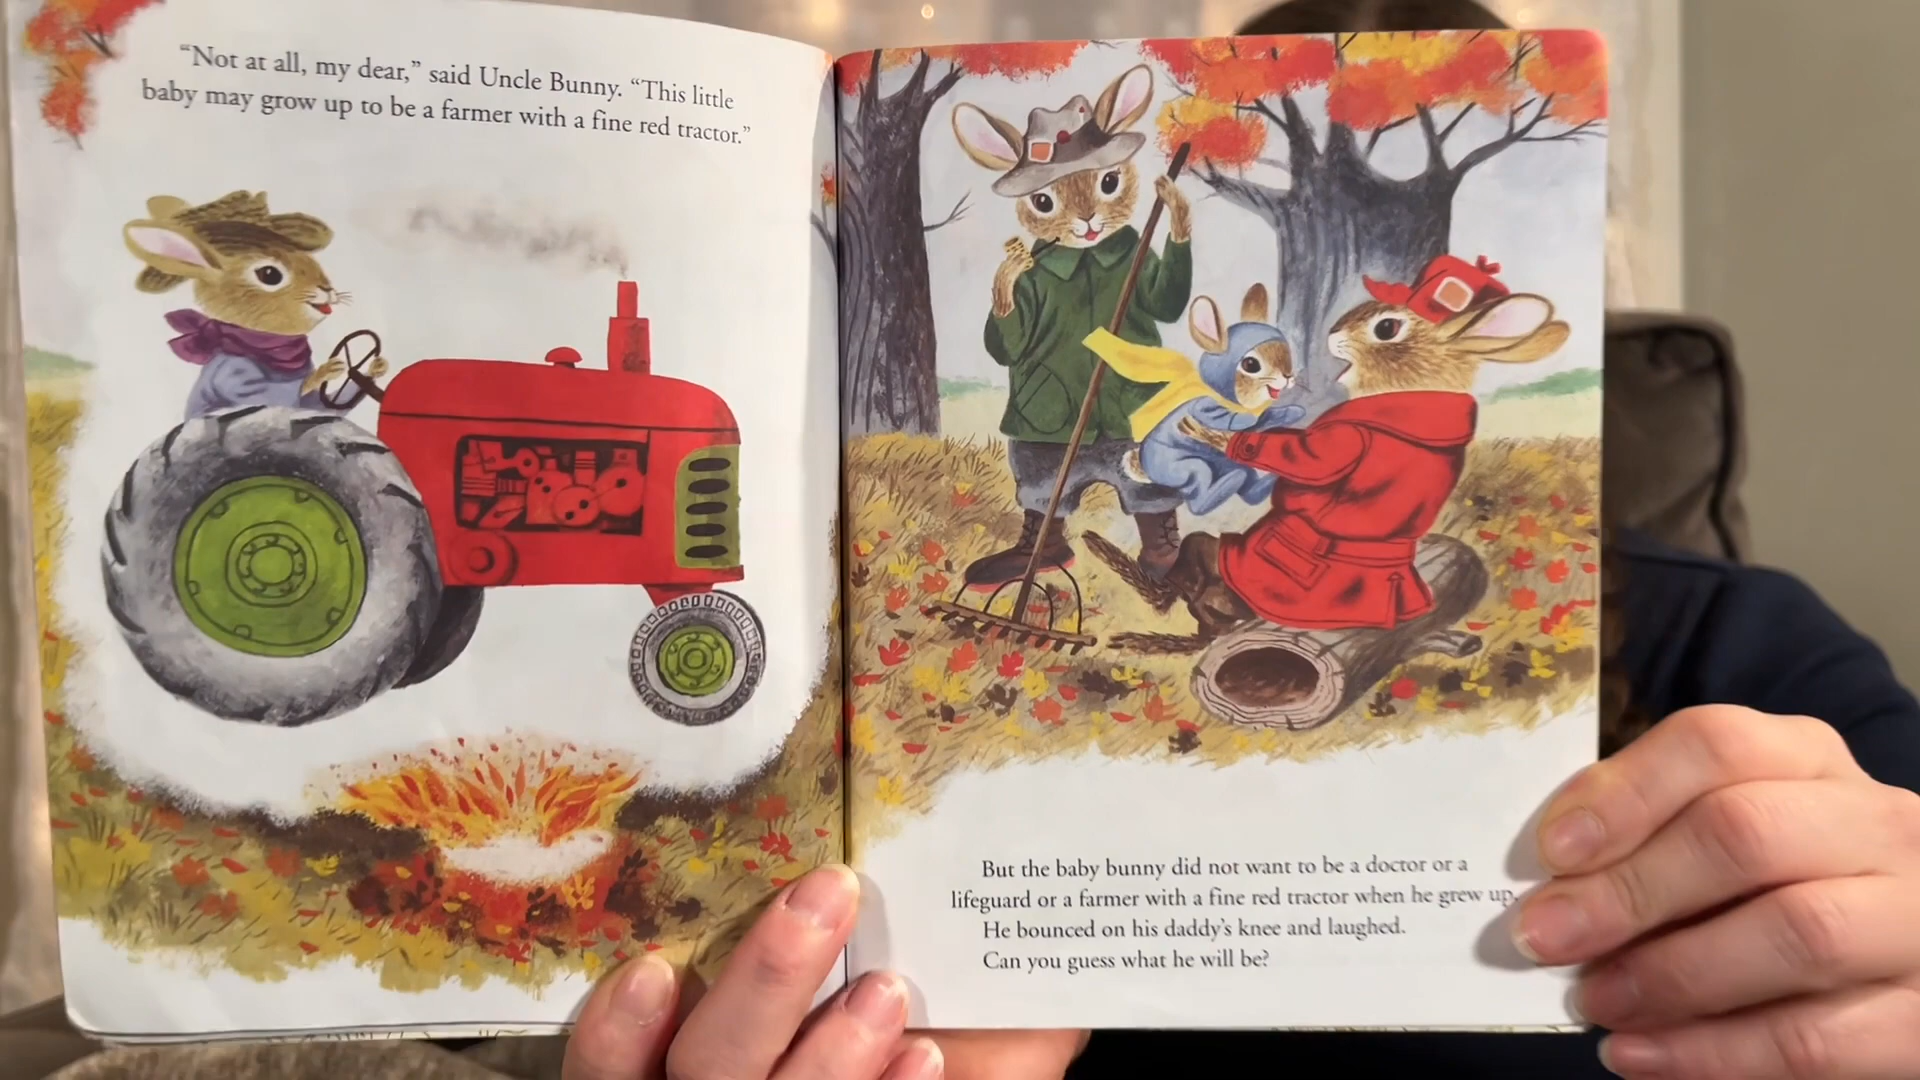 “Not at all, my dear,” said Uncle Bunny. “This little
baby may grow up to be a farmer with a fine red tractor.”
But the baby bunny did not want to be a doctor or a
lifeguard or a farmer with a fine red tractor when he grew up.
He bounced on his daddy’s knee and laughed.
Can you guess what he will be?